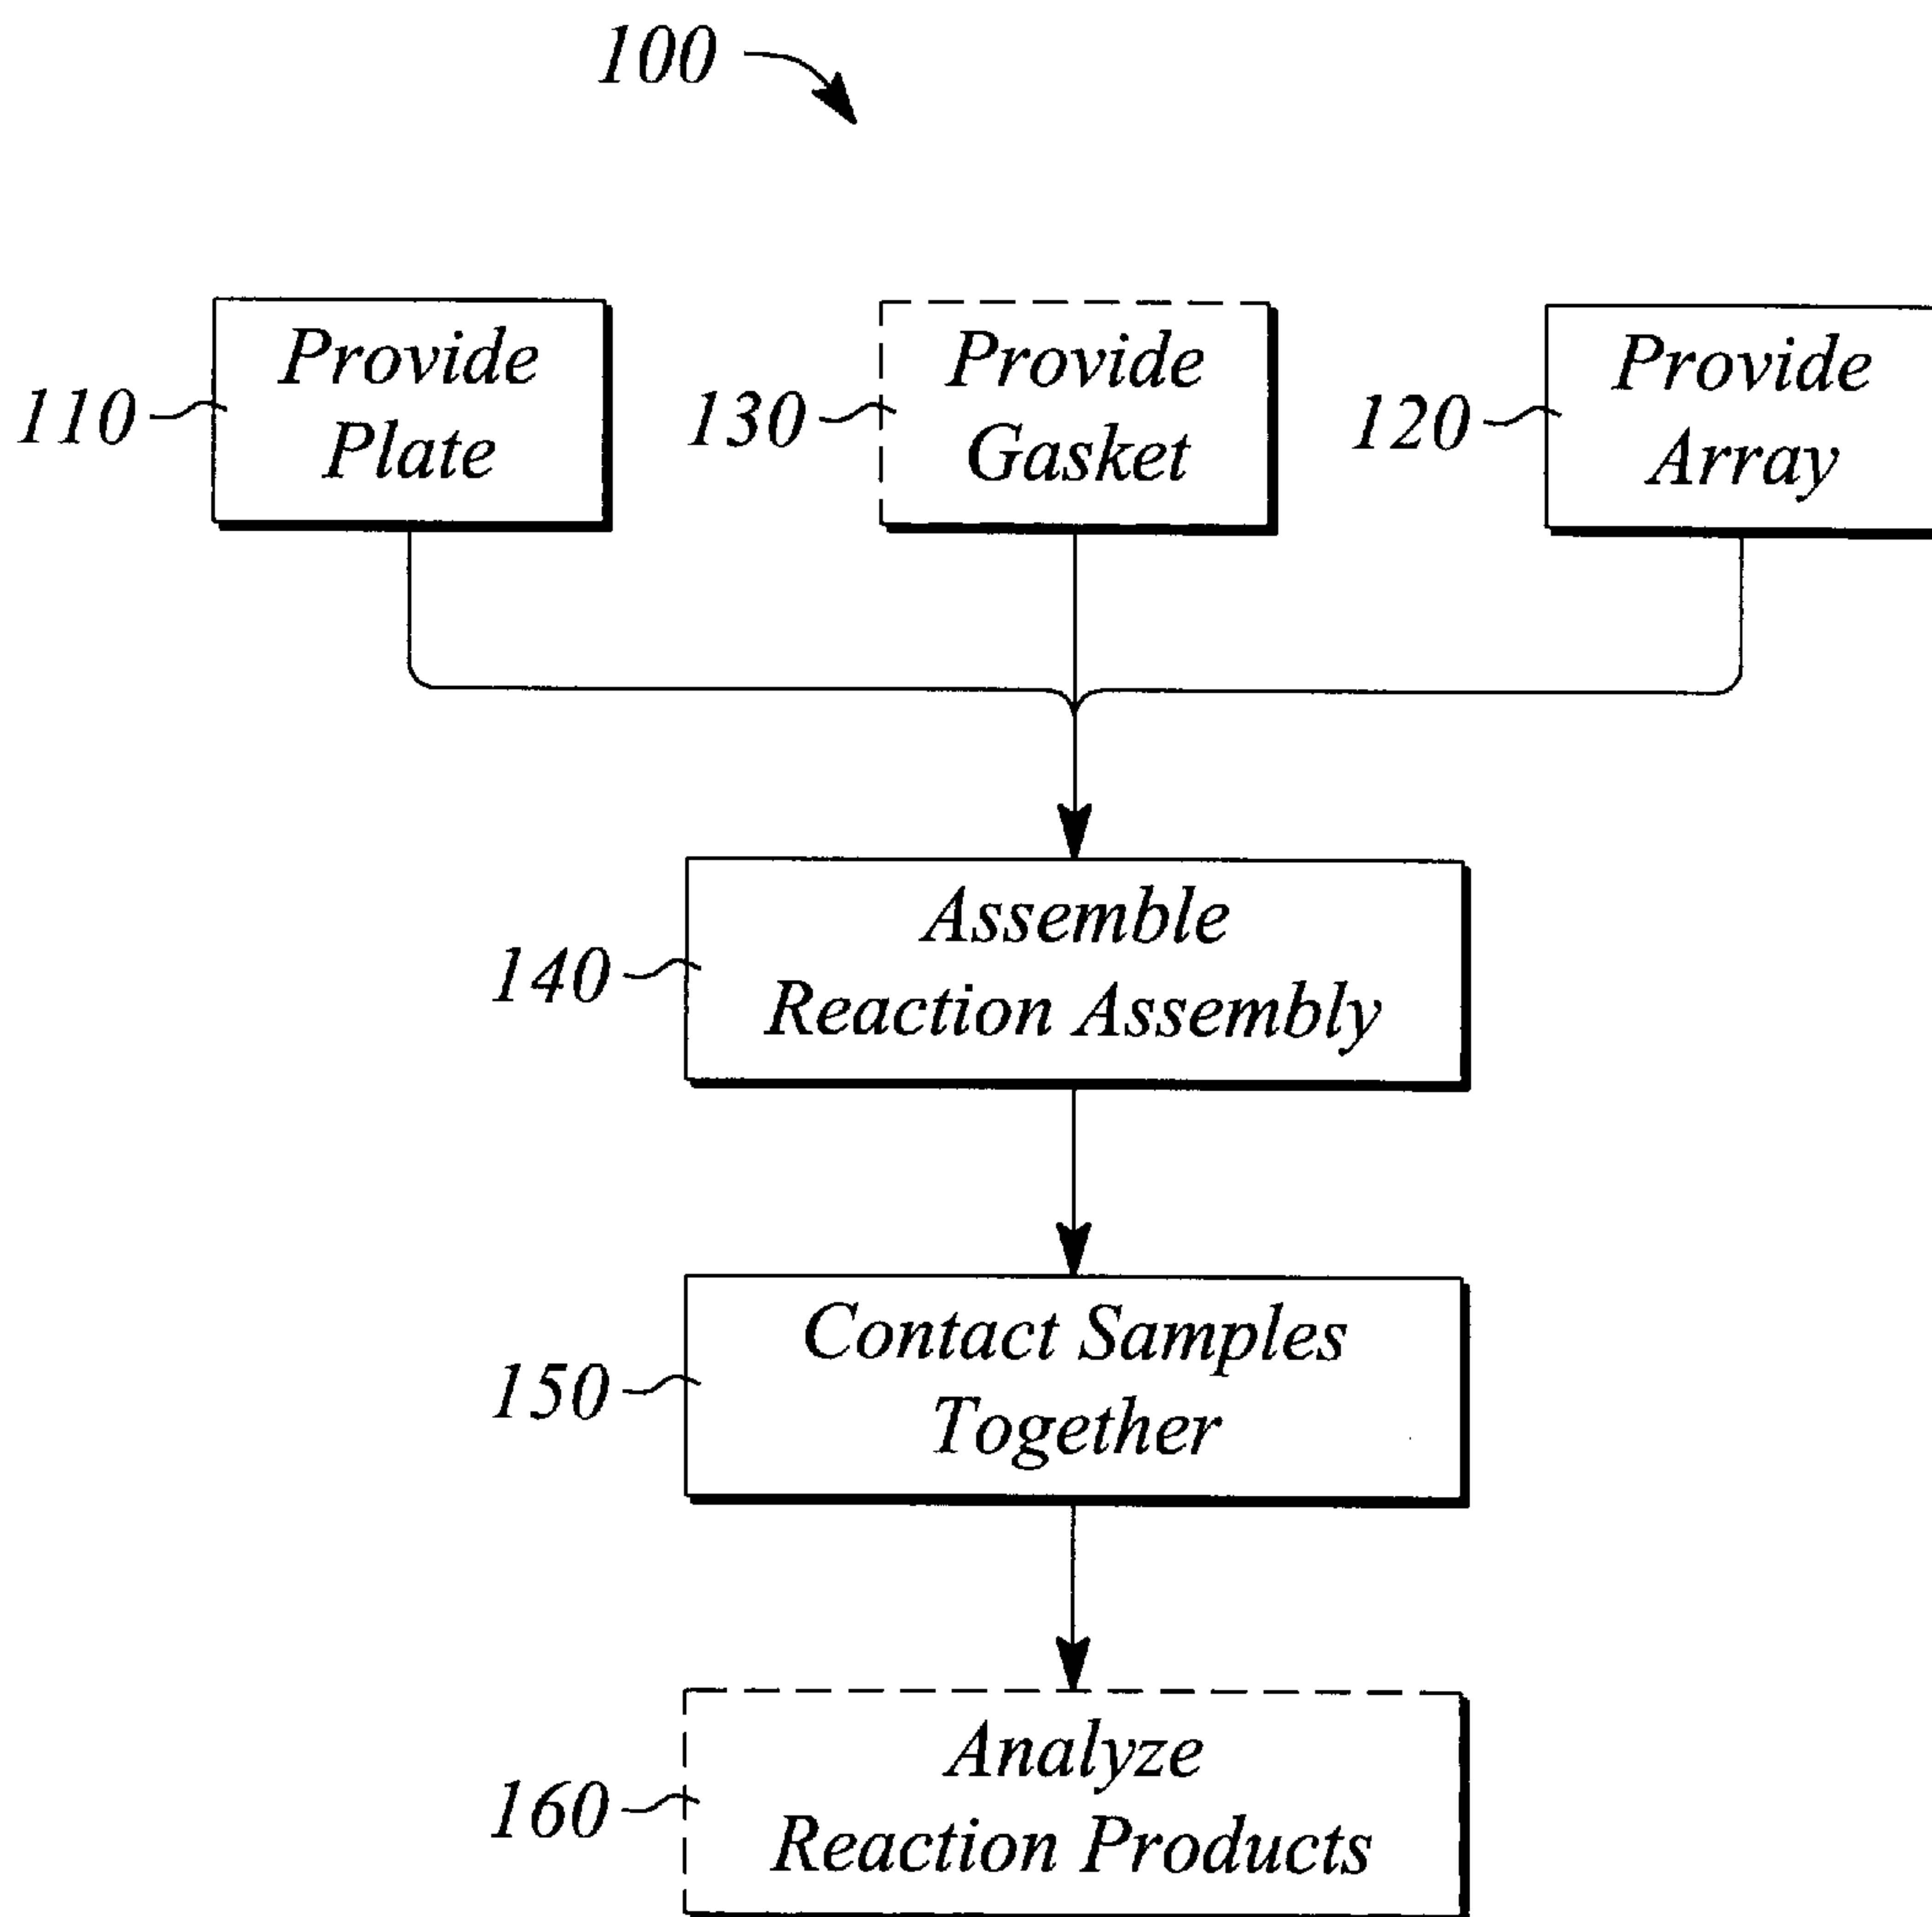 100
110
Provide
Plate
130
Provide
Gasket
120
Provide
Array
140
Assemble
Reaction Assembly
150
Contact Samples
Together
160
Analyze
Reaction Products